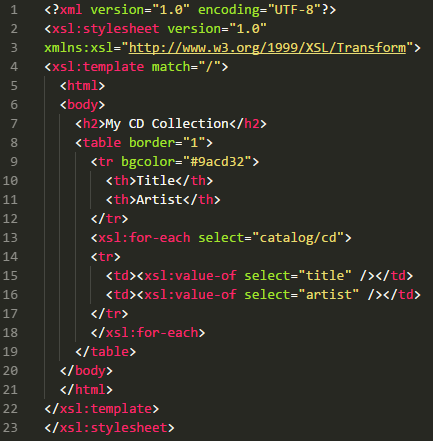 1 <?xml version="1.0" encoding="UTF-8"?>
2 <xsl:stylesheet version="1.0"
3 xmlns:xsl="http://www.w3.org/1999/XSL/Transform">
4 <xsl:template match="/">
5   <html>
6   <body>
7     <h2>My CD Collection</h2>
8     <table border="1">
9       <tr bgcolor="#9acd32">
10         <th>Title</th>
11         <th>Artist</th>
12       </tr>
13       <xsl:for-each select="catalog/cd">
14       <tr>
15         <td><xsl:value-of select="title" /></td>
16         <td><xsl:value-of select="artist" /></td>
17       </tr>
18       </xsl:for-each>
19     </table>
20   </body>
21   </html>
22 </xsl:template>
23 </xsl:stylesheet>